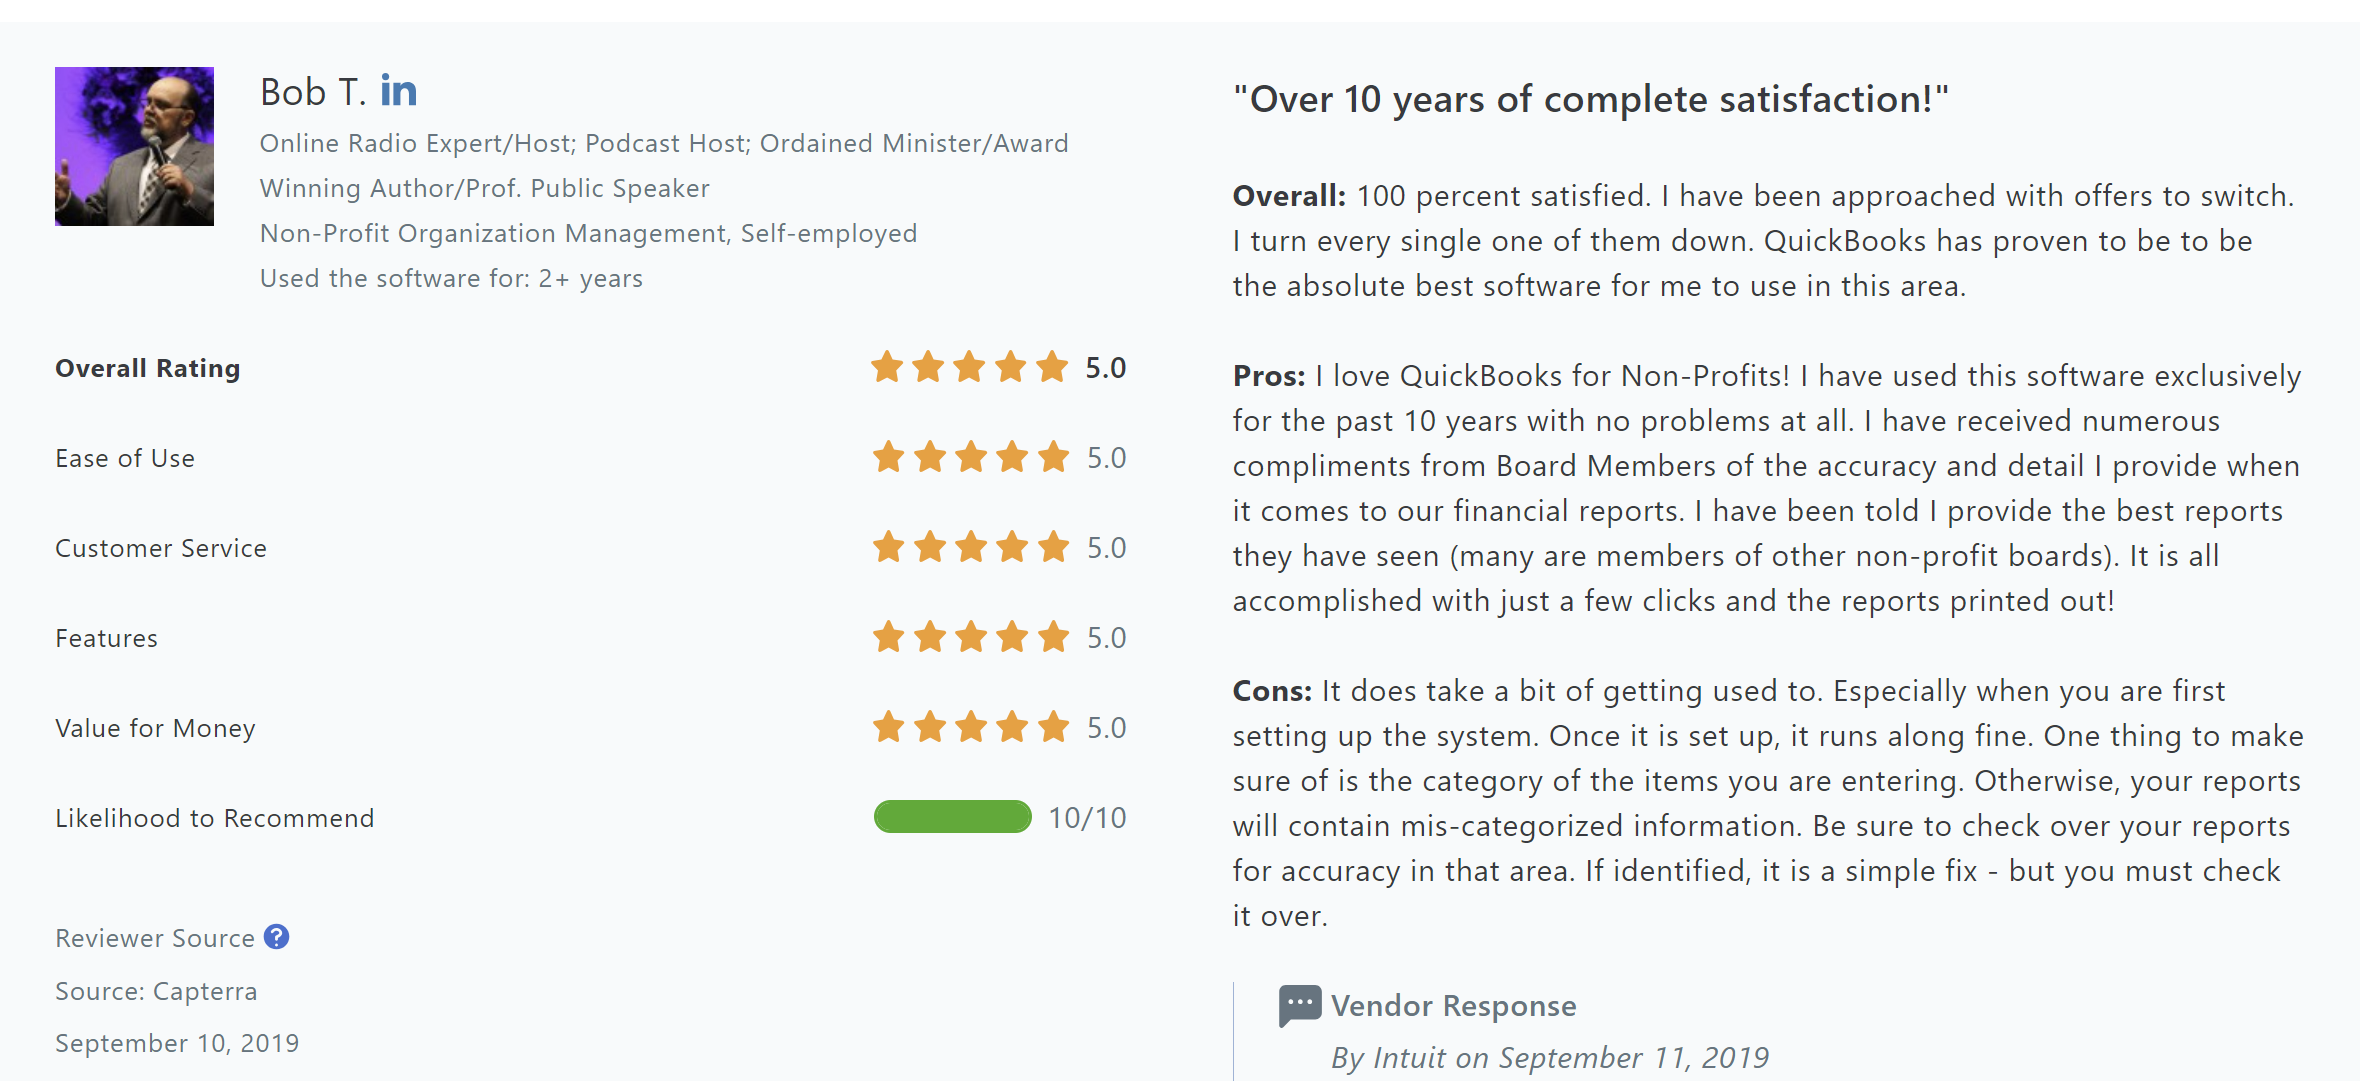 Bob T. in
Online Radio Expert/Host; Podcast Host; Ordained Minister/Award
Winning Author/Prof. Public Speaker
Non-Profit Organization Management, Self-employed
Used the software for: 2+ years
Overall Rating 5.0
Ease of Use 5.0
Customer Service 5.0
Features 5.0
Value for Money 5.0
Likelihood to Recommend 10/10
Reviewer Source ?
Source: Capterra
September 10, 2019
"Over 10 years of complete satisfaction!"
Overall: 100 percent satisfied. I have been approached with offers to switch.
I turn every single one of them down. QuickBooks has proven to be to be
the absolute best software for me to use in this area.
Pros: I love QuickBooks for Non-Profits! I have used this software exclusively
for the past 10 years with no problems at all. I have received numerous
compliments from Board Members of the accuracy and detail I provide when
it comes to our financial reports. I have been told I provide the best reports
they have seen (many are members of other non-profit boards). It is all
accomplished with just a few clicks and the reports printed out!
Cons: It does take a bit of getting used to. Especially when you are first
setting up the system. Once it is set up, it runs along fine. One thing to make
sure of is the category of the items you are entering. Otherwise, your reports
will contain mis-categorized information. Be sure to check over your reports
for accuracy in that area. If identified, it is a simple fix - but you must check
it over.
Vendor Response
By Intuit on September 11, 2019